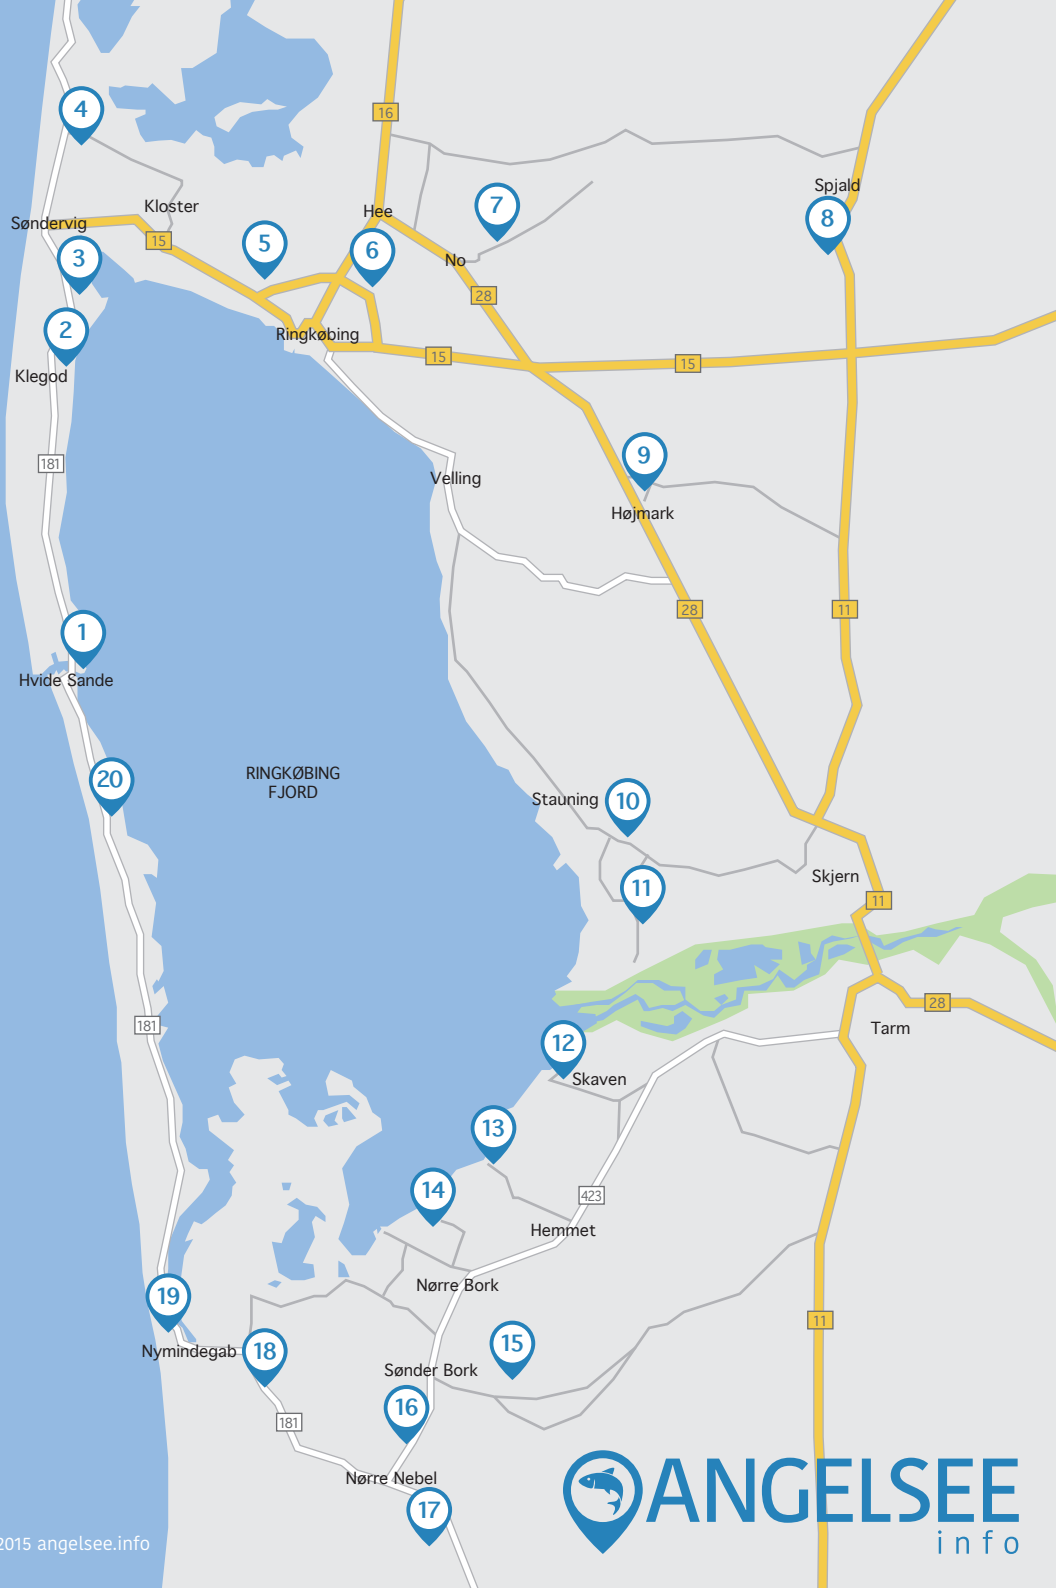 16
4
Spjald
Kloster
Hee
7
8
Søndervig
15
5
6
3
No
28
2
Ringkøbing
15
15
Klegod
9
181
Velling
Højmark
28
11
1
Hvide Sande
20
RINGKØBING
FJORD
Stauning
10
11
Skjern
11
28
181
Tarm
12
Skaven
13
14
423
Hemmet
Nørre Bork
19
11
Nymindegab
18
15
Sønder Bork
16
181
Nørre Nebel
17
ANGELSEE
info
2015 angelsee.info